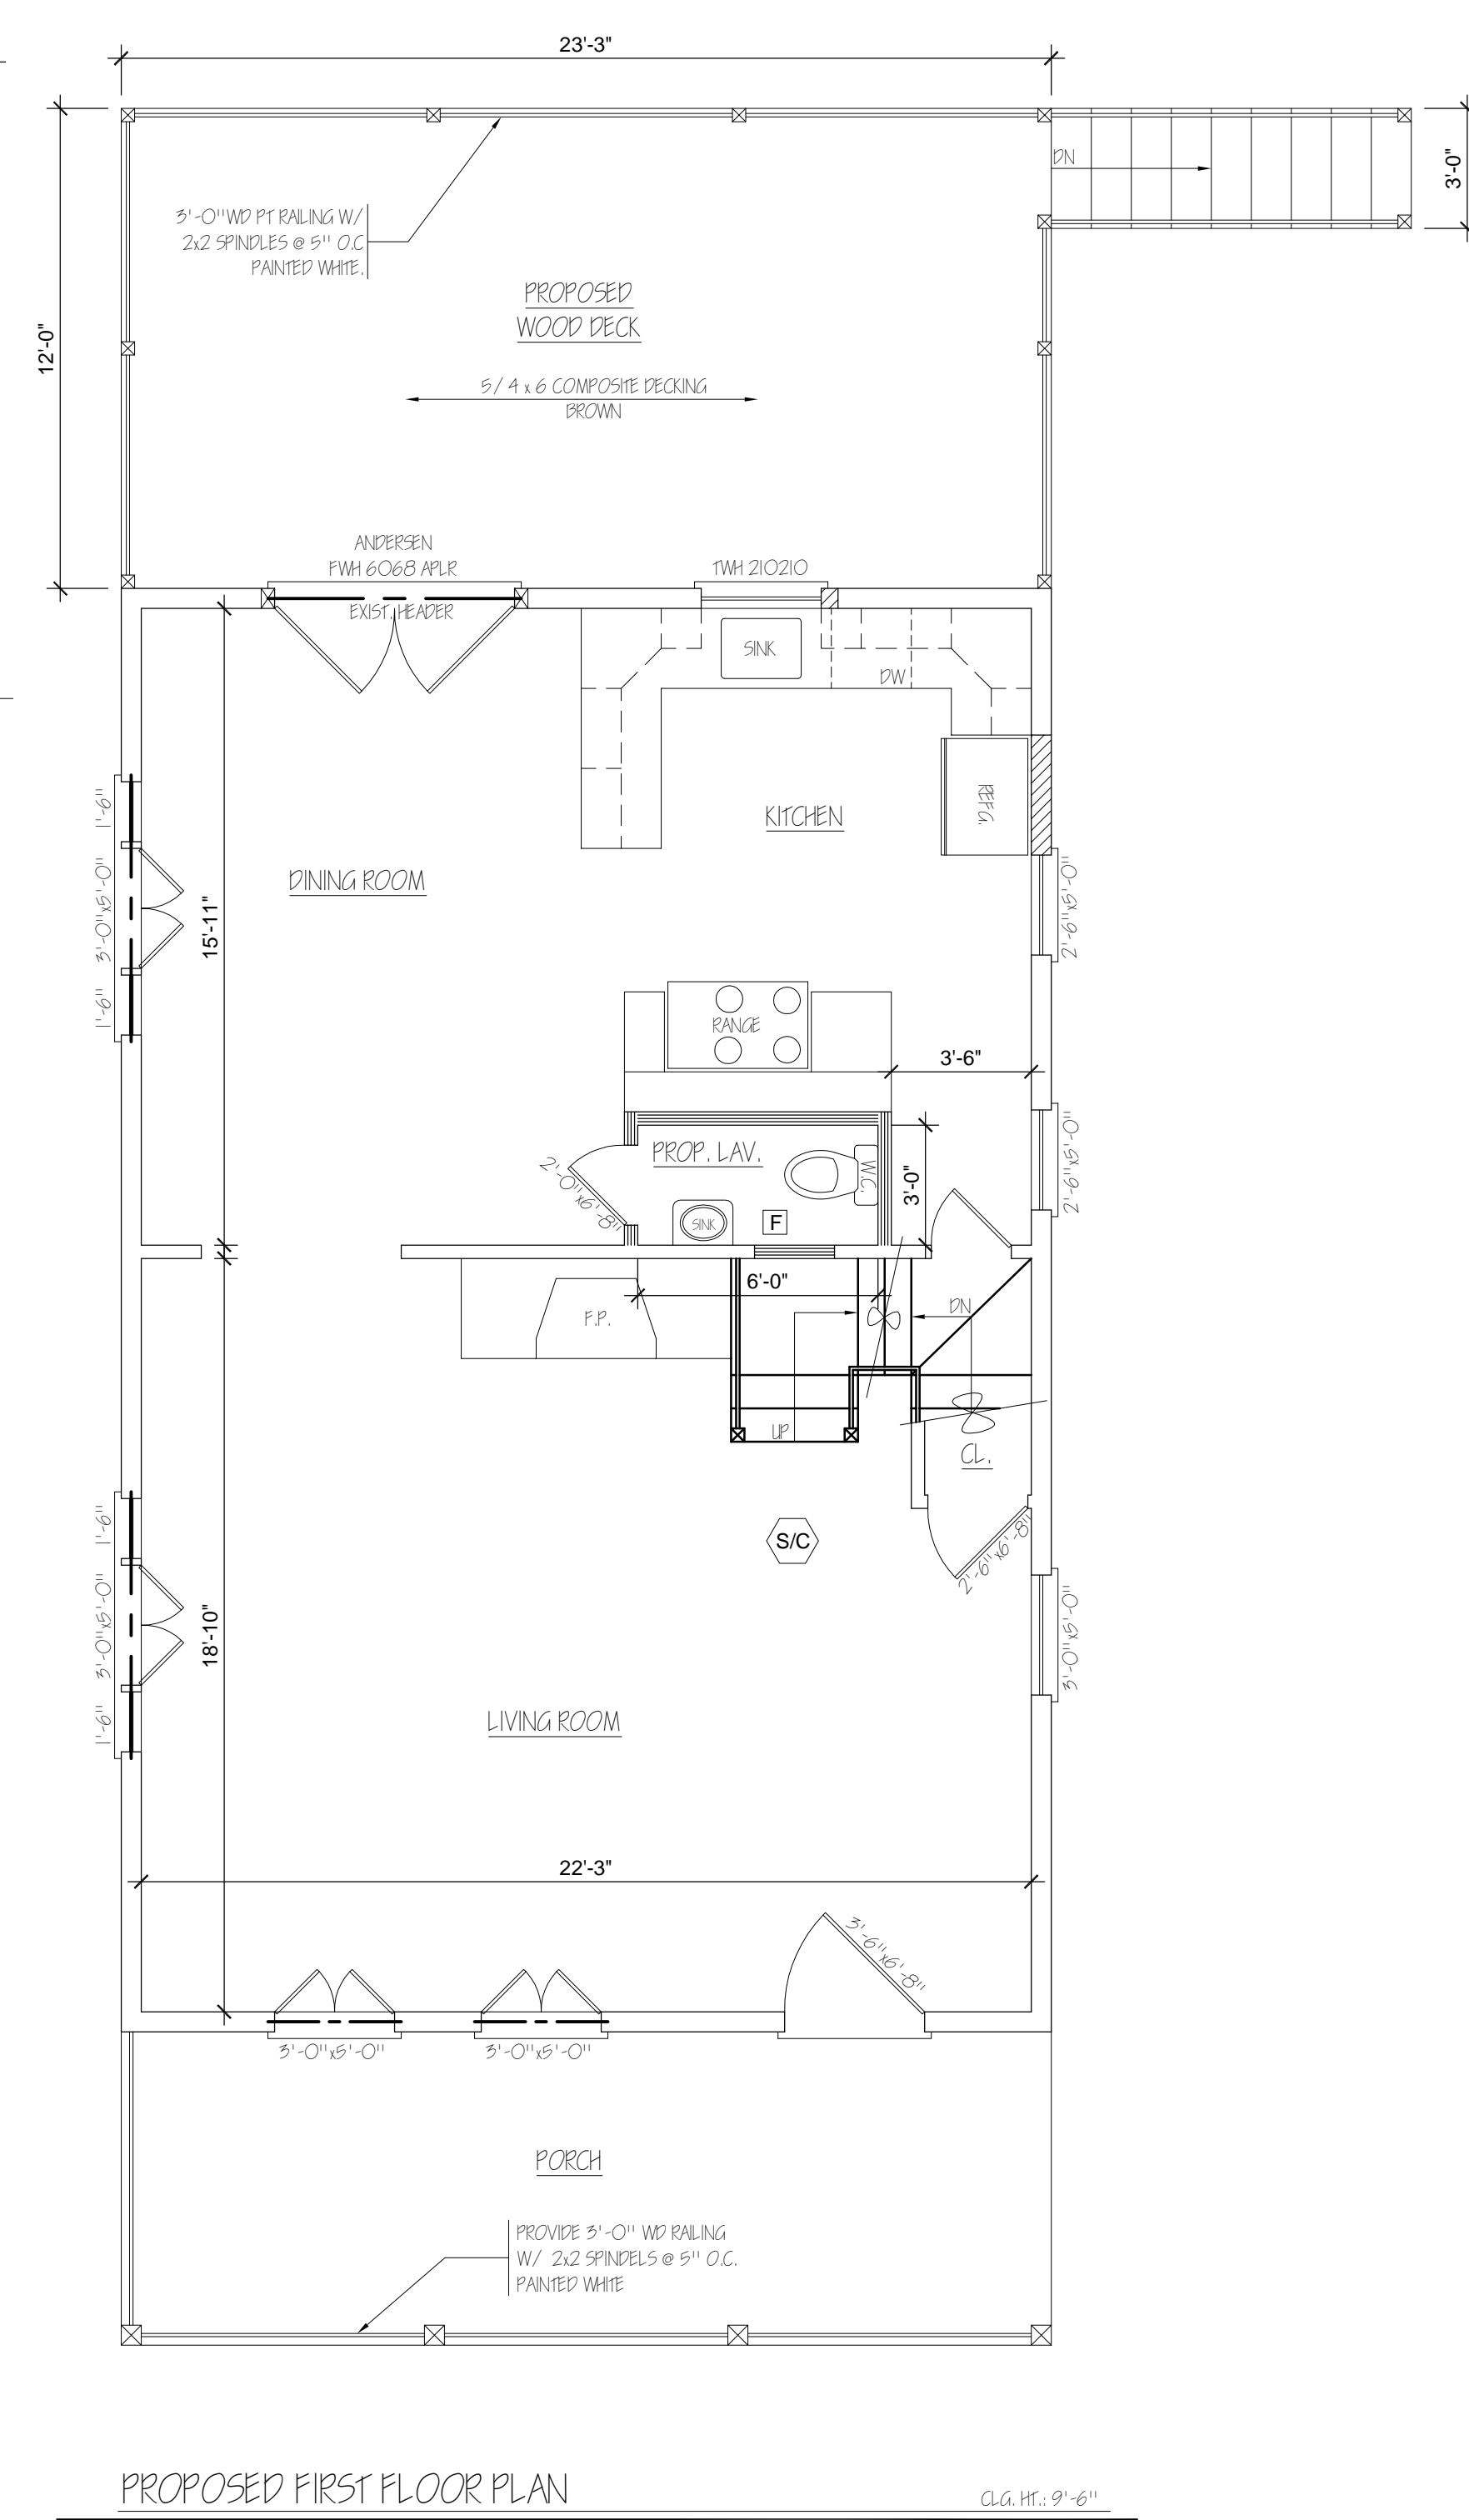 23'-3"
12'-0"
3'-0"
DN
3'-0"WD PT RAILING W/
2x2 SPINDLES @ 5" O.C
PAINTED WHITE.
PROPOSED
WOOD DECK
5/4 x 6 COMPOSITE DECKING
BROWN
ANDERSEN
FWH 6068 APLR
EXIST. HEADER
TWH 210210
SINK
DW
REFG.
KITCHEN
DINING ROOM
1'-6"
3'-0"x5'-0"
1'-6"
15'-11"
2'-6"x5'-0"
RANGE
3'-6"
2'-6"x5'-0"
PROP. LAV.
W.C.
3'-0"
2'-0"x6'-8"
SINK
F
6'-0"
F.P.
DN
UP
CL.
S/C
2'-6"x6'-8"
1'-6"
3'-0"x5'-0"
1'-6"
18'-10"
3'-0"x5'-0"
LIVING ROOM
22'-3"
3'-6"x6'-8"
3'-0"x5'-0"
3'-0"x5'-0"
PORCH
PROVIDE 3'-0" WD RAILING
W/ 2x2 SPINDELS @ 5" O.C.
PAINTED WHITE
PROPOSED FIRST FLOOR PLAN
CLG. HT.: 9'-6"